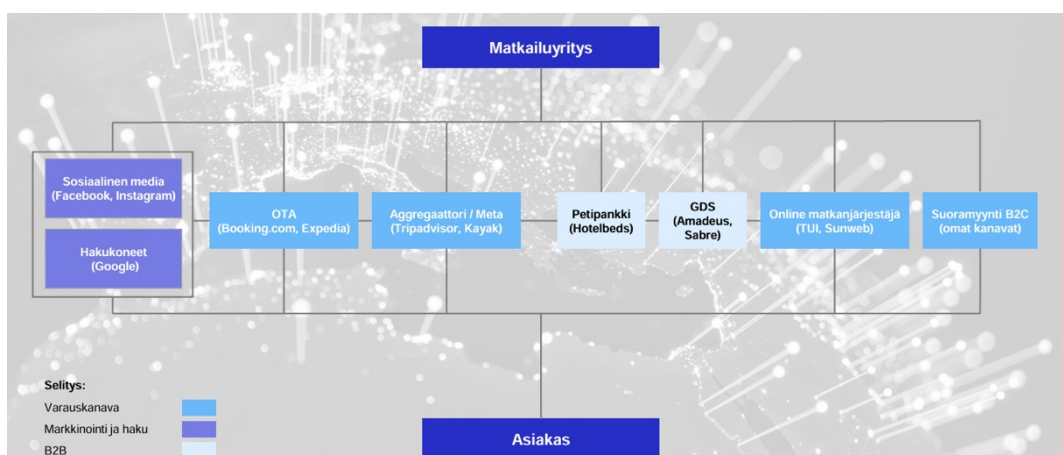 Matkailuyritys
Sosiaalinen media
(Facebook, Instagram)
Hakukoneet
(Google)
OTA
(Booking.com, Expedia)
Aggregaattori / Meta
(Tripadvisor, Kayak)
Petipankki
(Hotelbeds)
GDS
(Amadeus,
Sabre)
Online matkanjärjestäjä
(TUI, Sunweb)
Suoramyynti B2C
(omat kanavat)
Selitys:
Varauskanava
Markkinointi ja haku
B2B
Asiakas